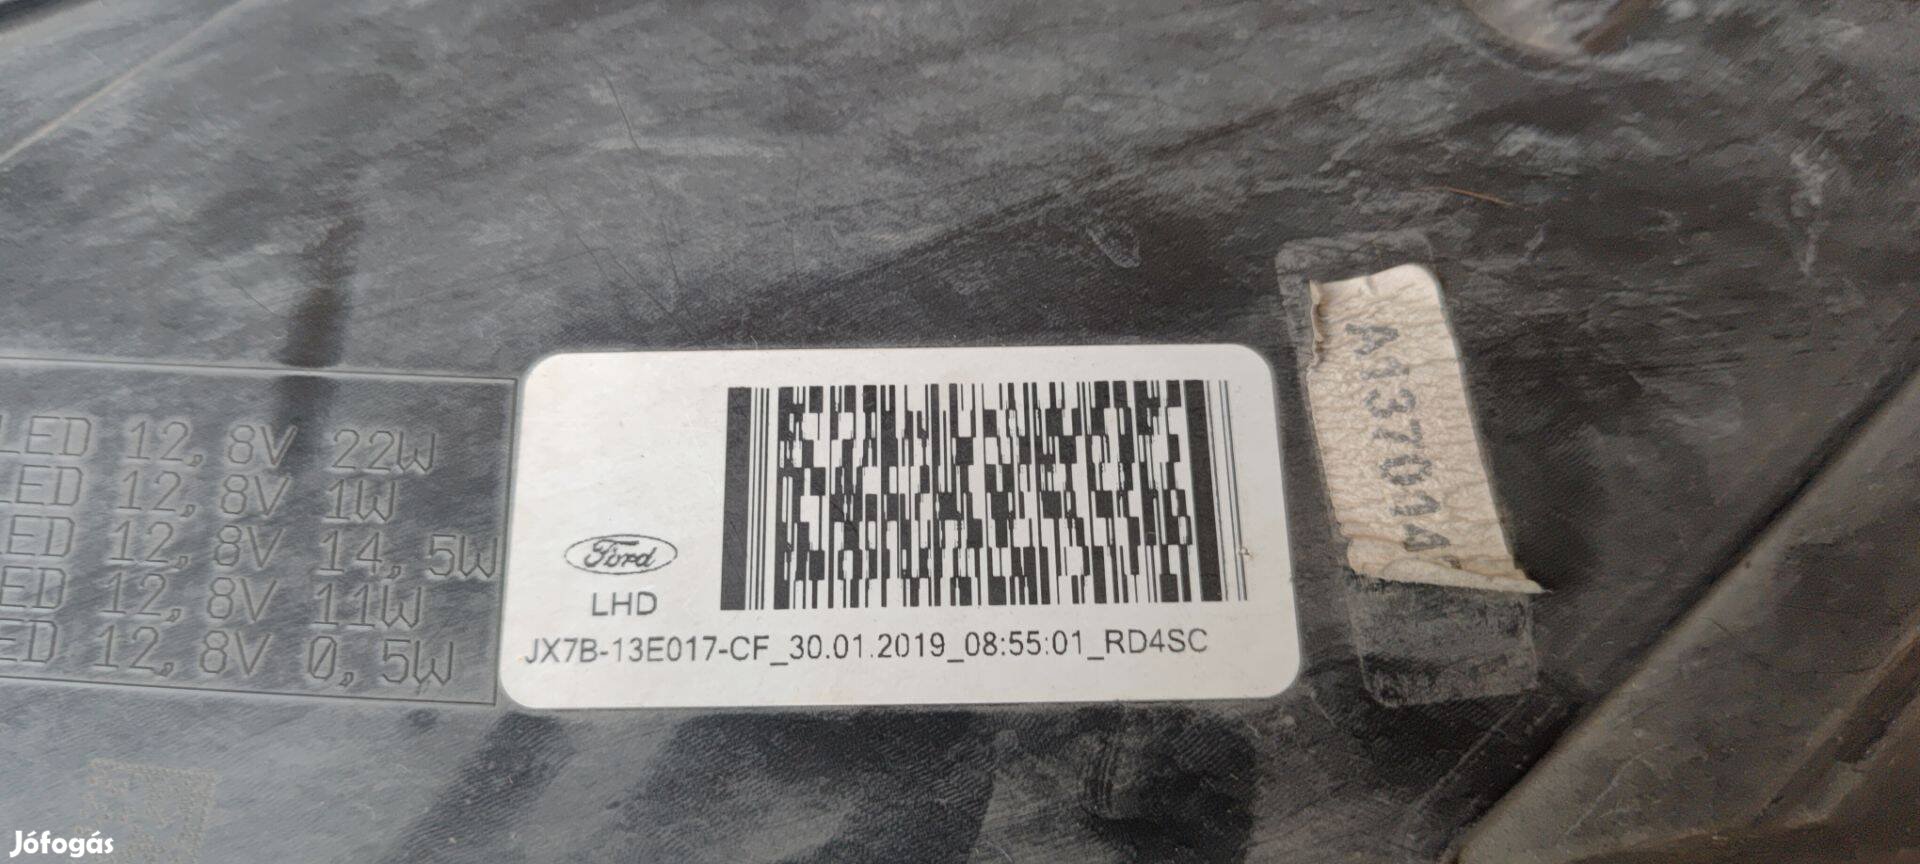 LED 12,8V 22W
LED 12,8V 1W
LED 12,8V 14,5W
LED 12,8V 11W
LED 12,8V 0,5W
Ford
LHD
JX7B-13E017-CF_30.01.2019_08:55:01_RD4SC
A137014
Jófogás